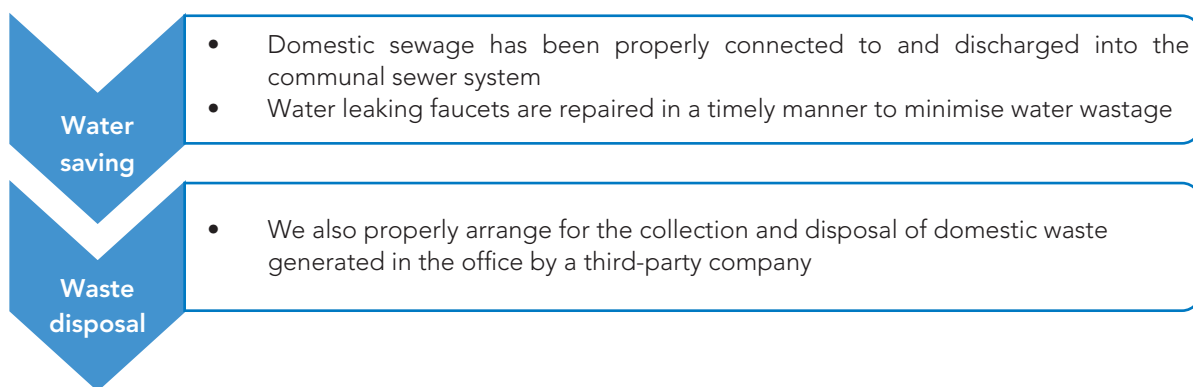 Water
saving
• Domestic sewage has been properly connected to and discharged into the
communal sewer system
• Water leaking faucets are repaired in a timely manner to minimise water wastage
Waste
disposal
• We also properly arrange for the collection and disposal of domestic waste
generated in the office by a third-party company